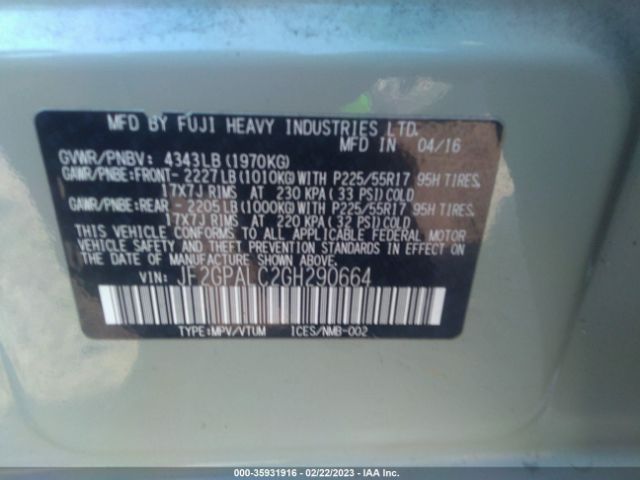 MFD BY FUJI HEAVY INDUSTRIES LTD.
MFD IN 04/16
GVWR/PNBV: 4343LB(1970KG)
GAWR/PNBE:FRONT- 2227LB(1010KG)WITH P225/55R17 95H TIRES,
17X7J RIMS AT 230 KPA(33 PSI)COLD
GAWR/PNBE:REAR - 2205LB(1000KG)WITH P225/55R17 95H TIRES,
17X7J RIMS AT 220 KPA(32 PSI)COLD
THIS VEHICLE CONFORMS TO ALL APPLICABLE FEDERAL MOTOR
VEHICLE SAFETY AND THEFT PREVENTION STANDARDS IN EFFECT ON
THE DATE OF MANUFACTURE SHOWN ABOVE.
VIN: JF2GPALC2GH290664
TYPE:MPV/VTUM ICES/NMB-002
000-35931916 - 02/22/2023 - IAA Inc.